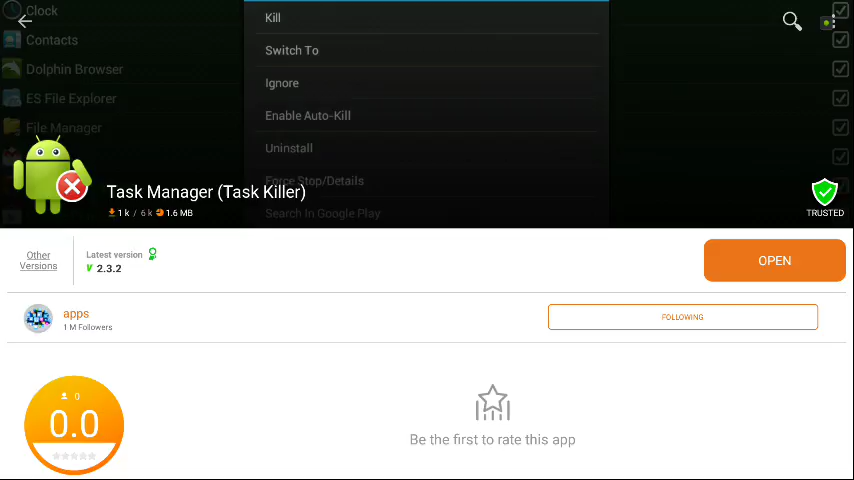 Clock
Contacts
Dolphin Browser
ES File Explorer
File Manager
Kill
Switch To
Ignore
Enable Auto-Kill
Uninstall
Force Stop/Details
Search In Google Play
Task Manager (Task Killer)
1 k / 6 k 1.6 MB
TRUSTED
Other
Versions
Latest version
V 2.3.2
OPEN
apps
1 M Followers
FOLLOWING
0
0.0
Be the first to rate this app